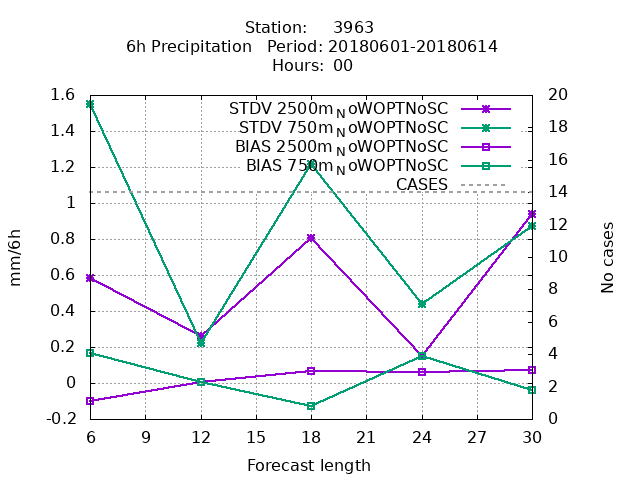 Station: 3963
6h Precipitation Period: 20180601-20180614
Hours: 00
STDV 2500m_NoWOPTNoSC
STDV 750m_NoWOPTNoSC
BIAS 2500m_NoWOPTNoSC
BIAS 750m_NoWOPTNoSC
CASES
1.6
1.4
1.2
1
0.8
0.6
0.4
0.2
0
-0.2
mm/6h
20
18
16
14
12
10
8
6
4
2
0
No cases
6 9 12 15 18 21 24 27 30
Forecast length